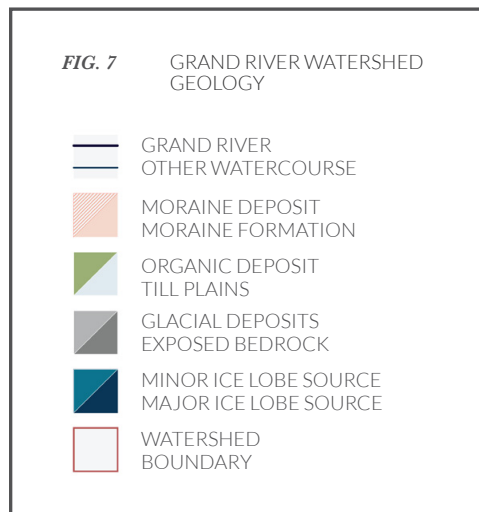 FIG. 7 GRAND RIVER WATERSHED
GEOLOGY
GRAND RIVER
OTHER WATERCOURSE
MORAINE DEPOSIT
MORAINE FORMATION
ORGANIC DEPOSIT
TILL PLAINS
GLACIAL DEPOSITS
EXPOSED BEDROCK
MINOR ICE LOBE SOURCE
MAJOR ICE LOBE SOURCE
WATERSHED
BOUNDARY